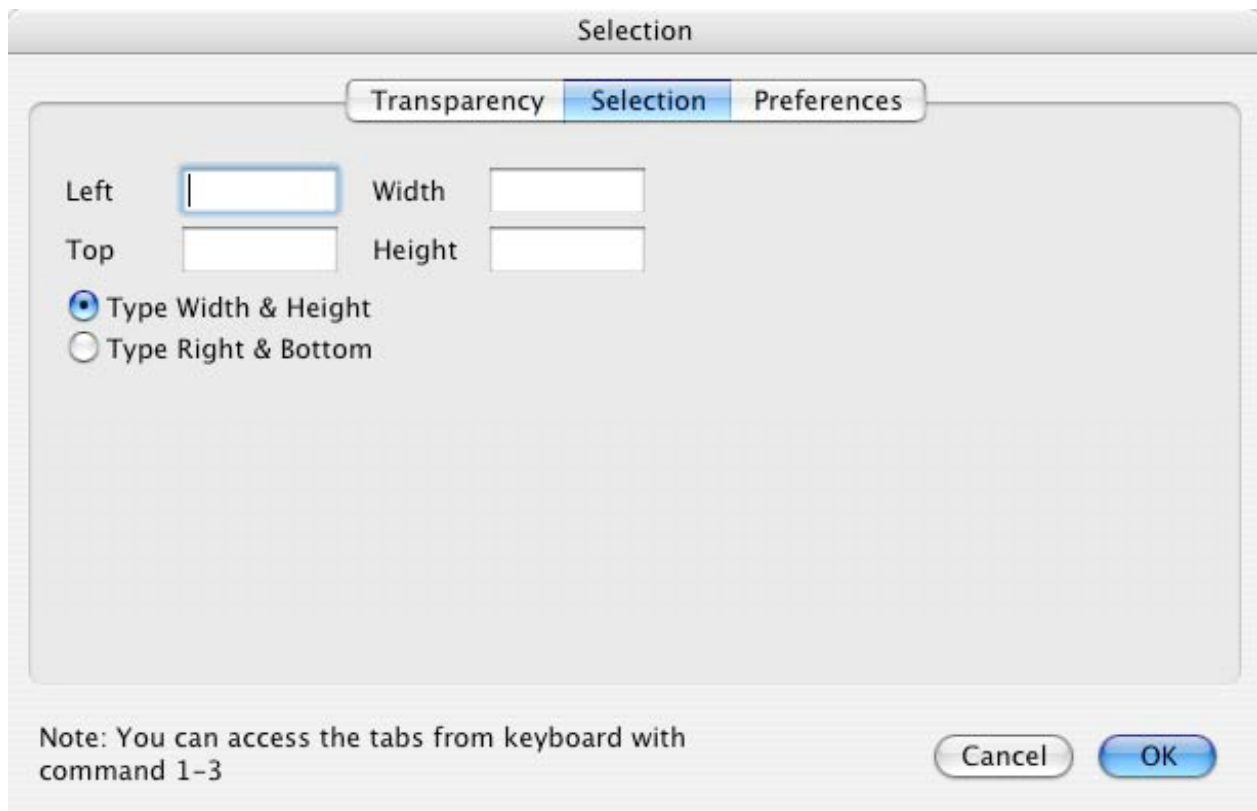 Selection
Transparency Selection Preferences
Left Width
Top Height
Type Width & Height
Type Right & Bottom
Note: You can access the tabs from keyboard with
command 1-3
Cancel OK